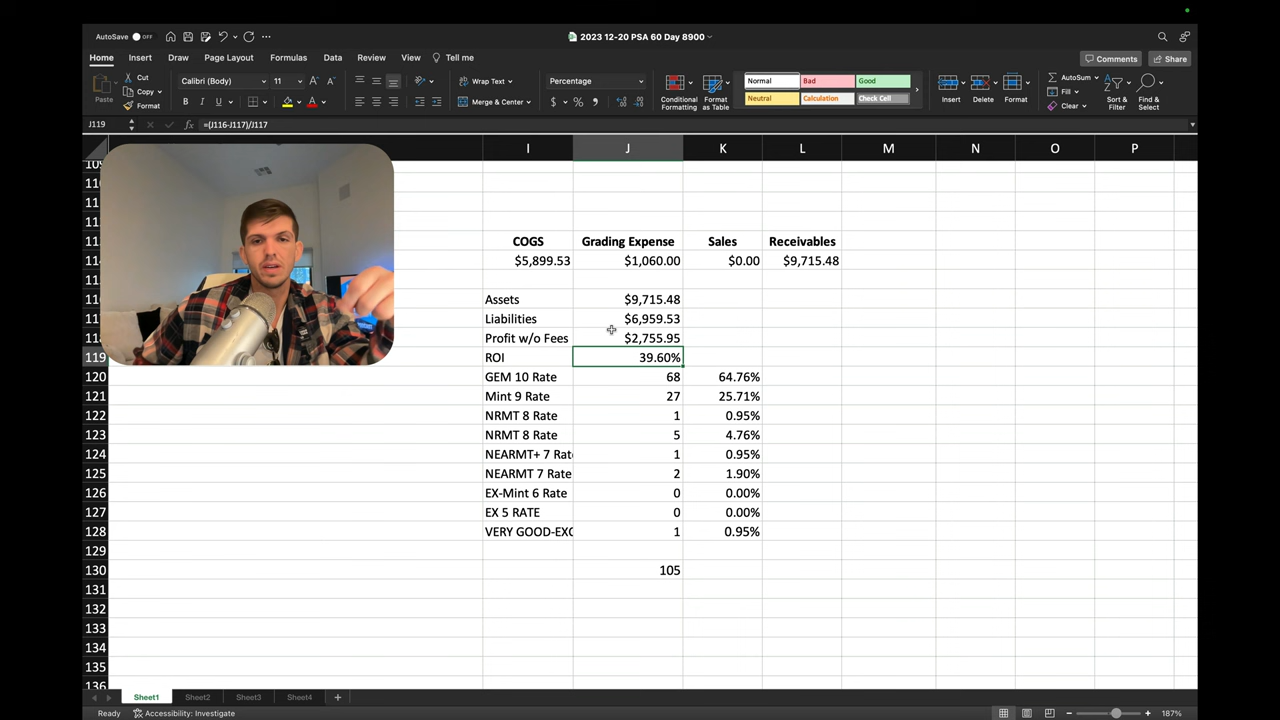 AutoSave OFF
2023 12-20 PSA 60 Day 8900
Home Insert Draw Page Layout Formulas Data Review View Tell me
Comments Share
Paste
Cut
Copy
Format
Calibri (Body) 11
B I U
Wrap Text
Merge & Center
Percentage
$ % ,
Conditional Formatting
Format as Table
Normal Bad Good
Neutral Calculation Check Cell
Insert Delete Format
AutoSum
Fill
Clear
Sort & Filter
Find & Select
J119 fx =(J116-J117)/J117
I J K L M N O P
COGS Grading Expense Sales Receivables
$5,899.53 $1,060.00 $0.00 $9,715.48
Assets $9,715.48
Liabilities $6,959.53
Profit w/o Fees $2,755.95
119 ROI 39.60%
120 GEM 10 Rate 68 64.76%
121 Mint 9 Rate 27 25.71%
122 NRMT 8 Rate 1 0.95%
123 NRMT 8 Rate 5 4.76%
124 NEARMT+ 7 Rat 1 0.95%
125 NEARMT 7 Rate 2 1.90%
126 EX-Mint 6 Rate 0 0.00%
127 EX 5 RATE 0 0.00%
128 VERY GOOD-EXC 1 0.95%
129
130 105
131
132
133
134
135
136
Sheet1 Sheet2 Sheet3 Sheet4 +
Ready Accessibility: Investigate 187%